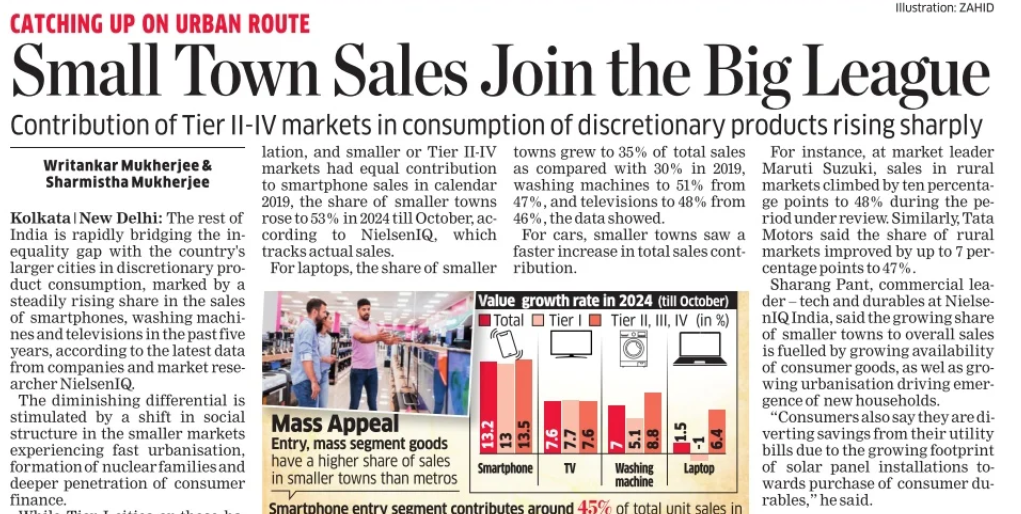 Illustration: ZAHID
CATCHING UP ON URBAN ROUTE
Small Town Sales Join the Big League
Contribution of Tier II-IV markets in consumption of discretionary products rising sharply
Writankar Mukherjee &
Sharmistha Mukherjee
Kolkata | New Delhi: The rest of
India is rapidly bridging the in-
equality gap with the country's
larger cities in discretionary pro-
duct consumption, marked by a
steadily rising share in the sales
of smartphones, washing machi-
nes and televisions in the past five
years, according to the latest data
from companies and market rese-
archer NielsenIQ.
The diminishing differential is
stimulated by a shift in social
structure in the smaller markets
experiencing fast urbanisation,
formation of nuclear families and
deeper penetration of consumer
finance.
lation, and smaller or Tier II-IV
markets had equal contribution
to smartphone sales in calendar
2019, the share of smaller towns
rose to 53% in 2024 till October, ac-
cording to NielsenIQ, which
tracks actual sales.
For laptops, the share of smaller
towns grew to 35% of total sales
as compared with 30% in 2019,
washing machines to 51% from
47%, and televisions to 48% from
46%, the data showed.
For cars, smaller towns saw a
faster increase in total sales cont-
ribution.
For instance, at market leader
Maruti Suzuki, sales in rural
markets climbed by ten percenta-
ge points to 48% during the pe-
riod under review. Similarly, Tata
Motors said the share of rural
markets improved by up to 7 per-
centage points to 47%.
Sharang Pant, commercial lea-
der – tech and durables at Nielse-
nIQ India, said the growing share
of smaller towns to overall sales
is fuelled by growing availability
of consumer goods, as well as gro-
wing urbanisation driving emer-
gence of new households.
"Consumers also say they are di-
verting savings from their utility
bills due to the growing footprint
of solar panel installations to-
wards purchase of consumer du-
rables," he said.
Mass Appeal
Entry, mass segment goods
have a higher share of sales
in smaller towns than metros
Value growth rate in 2024 (till October)
Total Tier I Tier II, III, IV (in %)
13.2 13 13.5 7.6 7.7 7.6 7 5.1 8.8 1.5 -1 6.4
Smartphone TV Washing machine Laptop
Smartphone entry segment contributes around 45% of total unit sales in